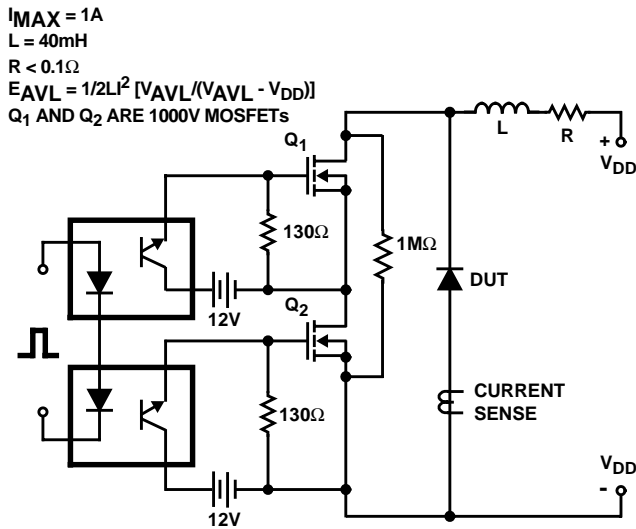 IMAX = 1A
L = 40mH
R < 0.1Ω
EAVL = 1/2LI² [VAVL/(VAVL - VDD)]
Q₁ AND Q₂ ARE 1000V MOSFETs
Q₁
L
R
+
VDD
130Ω
1MΩ
DUT
12V
Q₂
130Ω
CURRENT
SENSE
VDD
-
12V